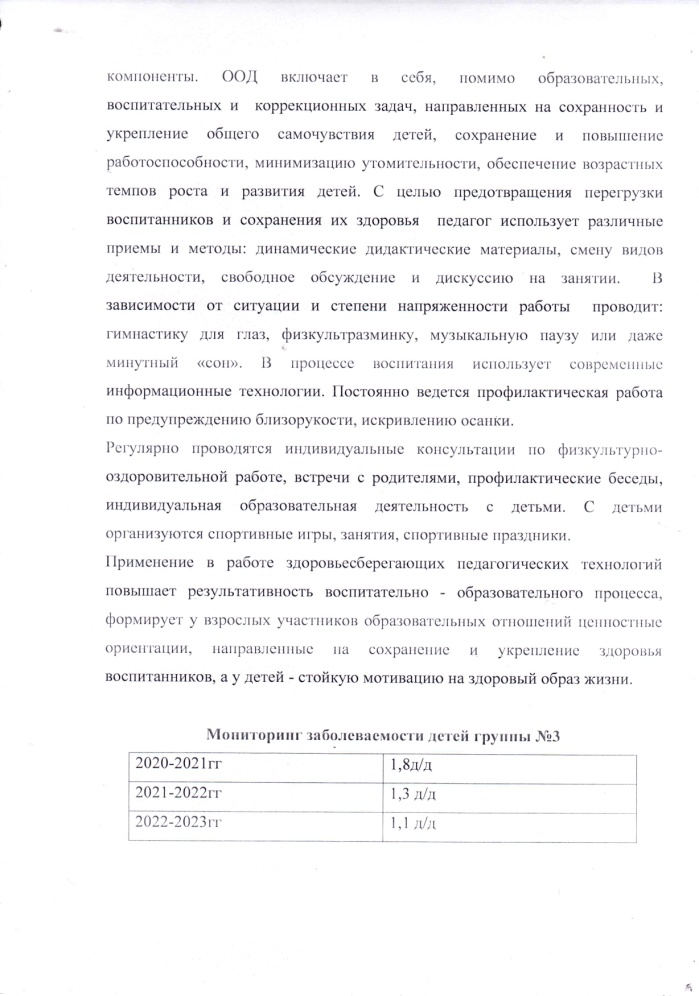 компоненты. ООД включает в себя, помимо образовательных,
воспитательных и коррекционных задач, направленных на сохранность и
укрепление общего самочувствия детей, сохранение и повышение
работоспособности, минимизацию утомительности, обеспечение возрастных
темпов роста и развития детей. С целью предотвращения перегрузки
воспитанников и сохранения их здоровья педагог использует различные
приемы и методы: динамические дидактические материалы, смену видов
деятельности, свободное обсуждение и дискуссию на занятии. В
зависимости от ситуации и степени напряженности работы проводит:
гимнастику для глаз, физкультразминку, музыкальную паузу или даже
минутный «сон». В процессе воспитания использует современные
информационные технологии. Постоянно ведется профилактическая работа
по предупреждению близорукости, искривлению осанки.
Регулярно проводятся индивидуальные консультации по физкультурно-
оздоровительной работе, встречи с родителями, профилактические беседы,
индивидуальная образовательная деятельность с детьми. С детьми
организуются спортивные игры, занятия, спортивные праздники.
Применение в работе здоровьесберегающих педагогических технологий
повышает результативность воспитательно - образовательного процесса,
формирует у взрослых участников образовательных отношений ценностные
ориентации, направленные на сохранение и укрепление здоровья
воспитанников, а у детей - стойкую мотивацию на здоровый образ жизни.
Мониторинг заболеваемости детей группы №3
2020-2021гг 1,8д/д
2021-2022гг 1,3 д/д
2022-2023гг 1,1 д/д